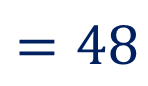 = 48